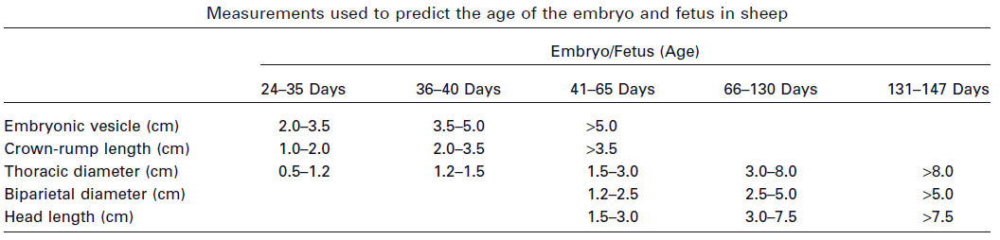 Measurements used to predict the age of the embryo and fetus in sheep
Embryo/Fetus (Age)
24–35 Days 36–40 Days 41–65 Days 66–130 Days 131–147 Days
Embryonic vesicle (cm) 2.0–3.5 3.5–5.0 >5.0
Crown-rump length (cm) 1.0–2.0 2.0–3.5 >3.5
Thoracic diameter (cm) 0.5–1.2 1.2–1.5 1.5–3.0 3.0–8.0 >8.0
Biparietal diameter (cm) 1.2–2.5 2.5–5.0 >5.0
Head length (cm) 1.5–3.0 3.0–7.5 >7.5